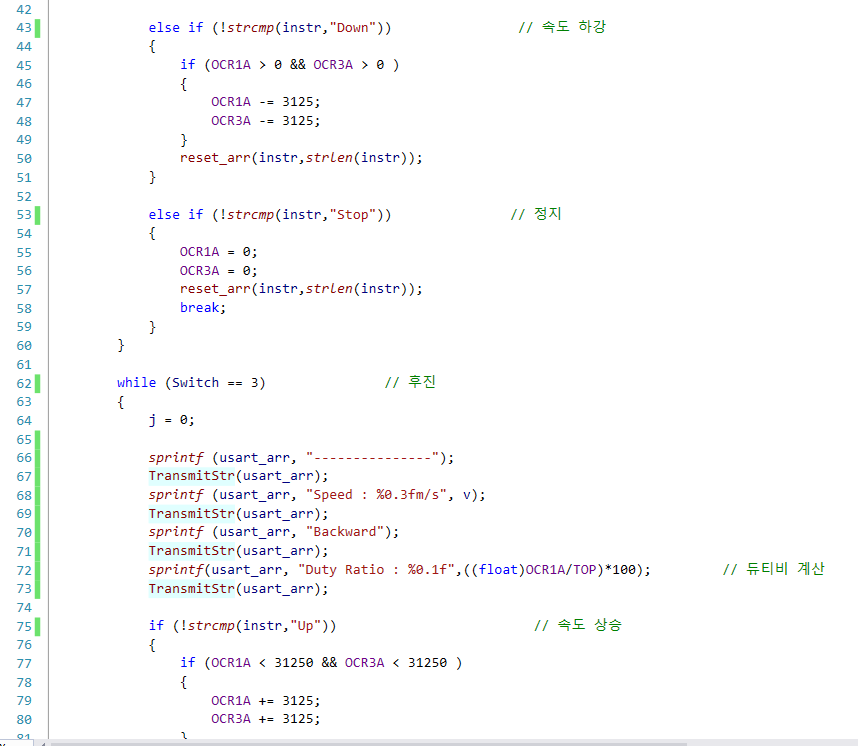 42
43 else if (!strcmp(instr,"Down")) // 속도 하강
44 {
45 if (OCR1A > 0 && OCR3A > 0 )
46 {
47 OCR1A -= 3125;
48 OCR3A -= 3125;
49 }
50 reset_arr(instr,strlen(instr));
51 }
52
53 else if (!strcmp(instr,"Stop")) // 정지
54 {
55 OCR1A = 0;
56 OCR3A = 0;
57 reset_arr(instr,strlen(instr));
58 break;
59 }
60 }
61
62 while (Switch == 3) // 후진
63 {
64 j = 0;
65
66 sprintf (usart_arr, "---------------");
67 TransmitStr(usart_arr);
68 sprintf (usart_arr, "Speed : %0.3fm/s", v);
69 TransmitStr(usart_arr);
70 sprintf (usart_arr, "Backward");
71 TransmitStr(usart_arr);
72 sprintf(usart_arr, "Duty Ratio : %0.1f",((float)OCR1A/TOP)*100); // 듀티비 계산
73 TransmitStr(usart_arr);
74
75 if (!strcmp(instr,"Up")) // 속도 상승
76 {
77 if (OCR1A < 31250 && OCR3A < 31250 )
78 {
79 OCR1A += 3125;
80 OCR3A += 3125;
81 }